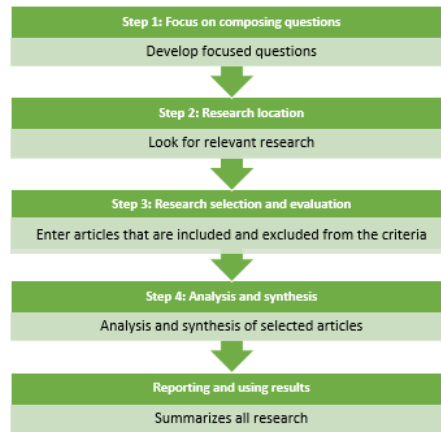 Step 1: Focus on composing questions
Develop focused questions
Step 2: Research location
Look for relevant research
Step 3: Research selection and evaluation
Enter articles that are included and excluded from the criteria
Step 4: Analysis and synthesis
Analysis and synthesis of selected articles
Reporting and using results
Summarizes all research